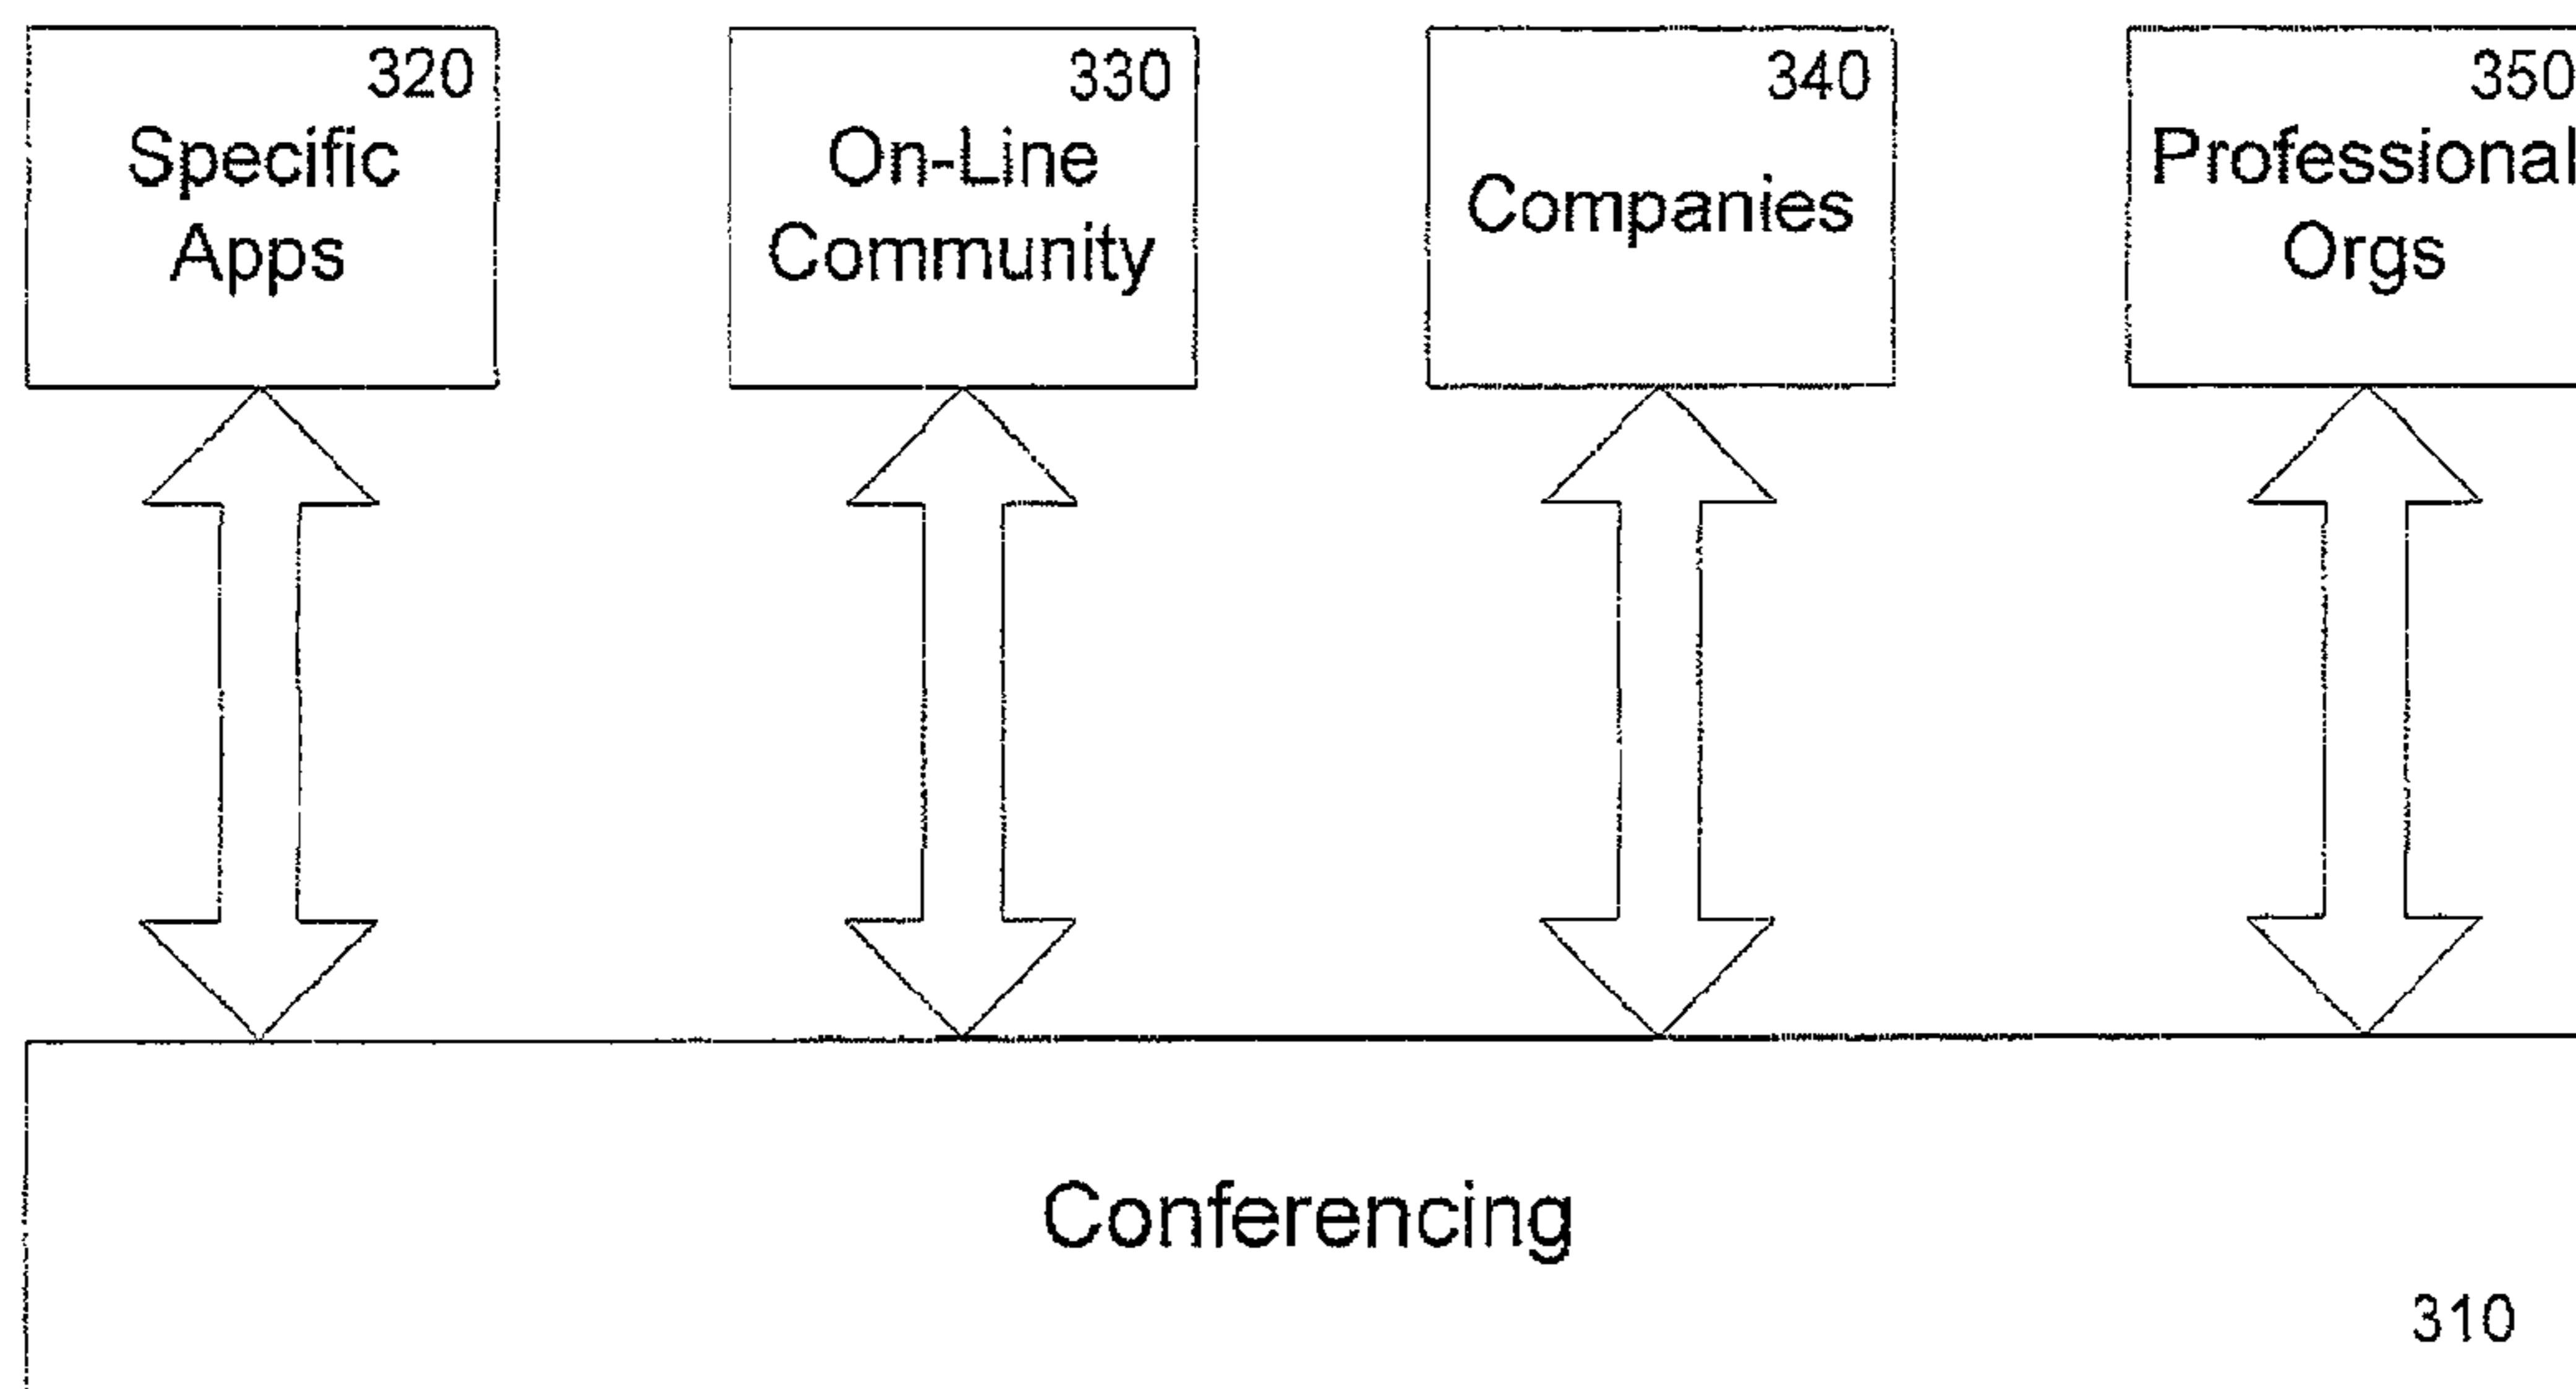 320
Specific
Apps
330
On-Line
Community
340
Companies
350
Professional
Orgs
Conferencing
310